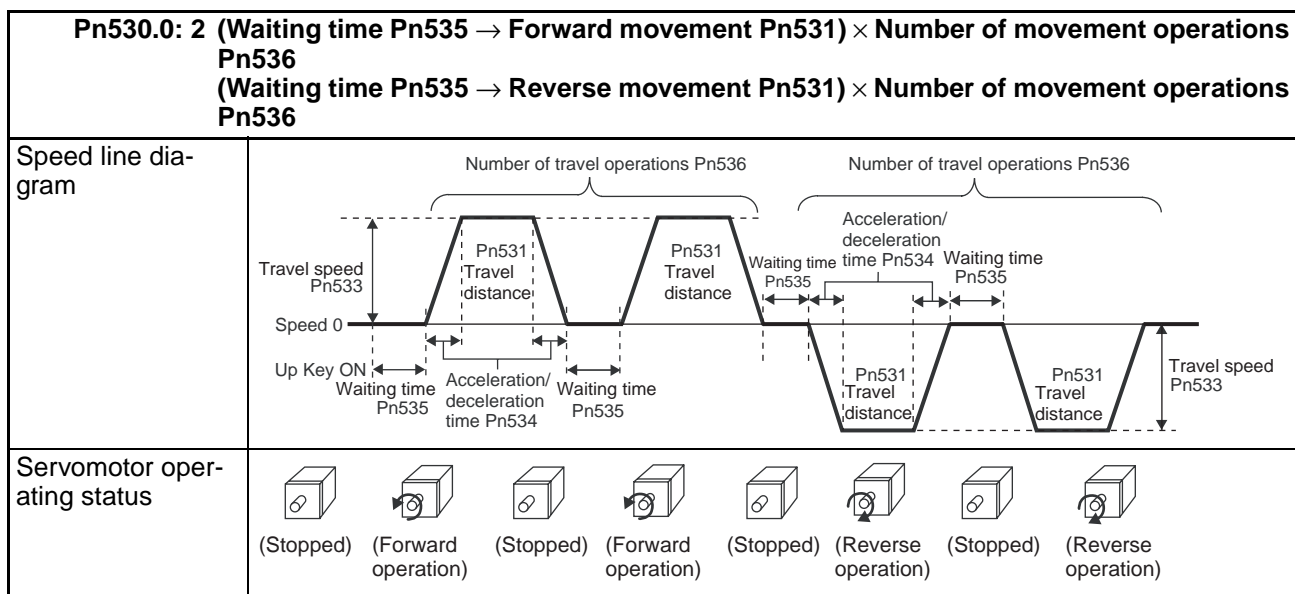 Pn530.0: 2 (Waiting time Pn535 → Forward movement Pn531) × Number of movement operations
Pn536
(Waiting time Pn535 → Reverse movement Pn531) × Number of movement operations
Pn536
Speed line dia-
gram
Number of travel operations Pn536
Number of travel operations Pn536
Travel speed
Pn533
Pn531
Travel
distance
Pn531
Travel
distance
Waiting time
Pn535
Acceleration/
deceleration
time Pn534
Waiting time
Pn535
Speed 0
Up Key ON
Waiting time
Pn535
Acceleration/
deceleration
time Pn534
Waiting time
Pn535
Pn531
Travel
distance
Pn531
Travel
distance
Travel speed
Pn533
Servomotor oper-
ating status
(Stopped)
(Forward
operation)
(Stopped)
(Forward
operation)
(Stopped)
(Reverse
operation)
(Stopped)
(Reverse
operation)